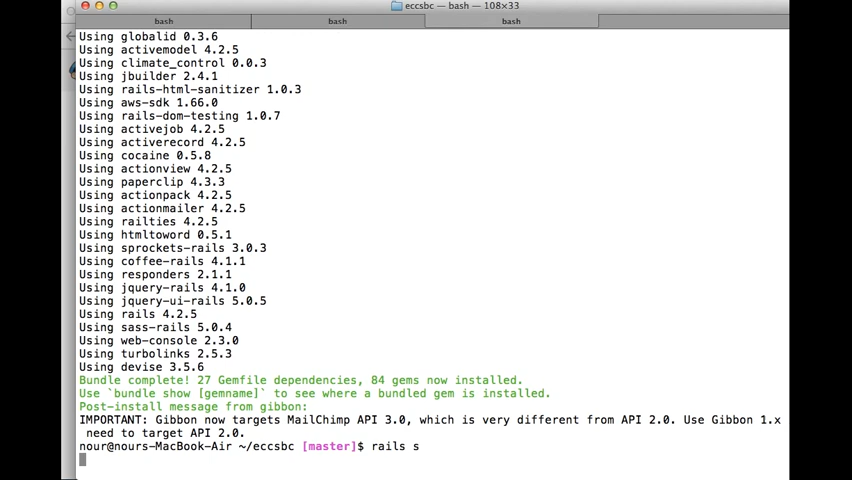 eccsbc — bash — 108×33
bash bash bash
Using globalid 0.3.6
Using activemodel 4.2.5
Using climate_control 0.0.3
Using jbuilder 2.4.1
Using rails-html-sanitizer 1.0.3
Using aws-sdk 1.66.0
Using rails-dom-testing 1.0.7
Using activejob 4.2.5
Using activerecord 4.2.5
Using cocaine 0.5.8
Using actionview 4.2.5
Using paperclip 4.3.3
Using actionpack 4.2.5
Using actionmailer 4.2.5
Using railties 4.2.5
Using htmltoword 0.5.1
Using sprockets-rails 3.0.3
Using coffee-rails 4.1.1
Using responders 2.1.1
Using jquery-rails 4.1.0
Using jquery-ui-rails 5.0.5
Using rails 4.2.5
Using sass-rails 5.0.4
Using web-console 2.3.0
Using turbolinks 2.5.3
Using devise 3.5.6
Bundle complete! 27 Gemfile dependencies, 84 gems now installed.
Use `bundle show [gemname]` to see where a bundled gem is installed.
Post-install message from gibbon:
IMPORTANT: Gibbon now targets MailChimp API 3.0, which is very different from API 2.0. Use Gibbon 1.x
 need to target API 2.0.
nour@nours-MacBook-Air ~/eccsbc [master]$ rails s